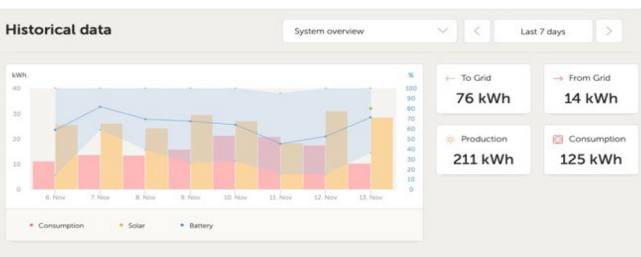 Historical data
System overview
Last 7 days
kWh
%
40
30
20
10
0
100
90
80
70
60
50
40
30
20
10
0
6. Nov 7. Nov 8. Nov 9. Nov 10. Nov 11. Nov 12. Nov 13. Nov
Consumption Solar Battery
← To Grid
76 kWh
→ From Grid
14 kWh
Production
211 kWh
Consumption
125 kWh